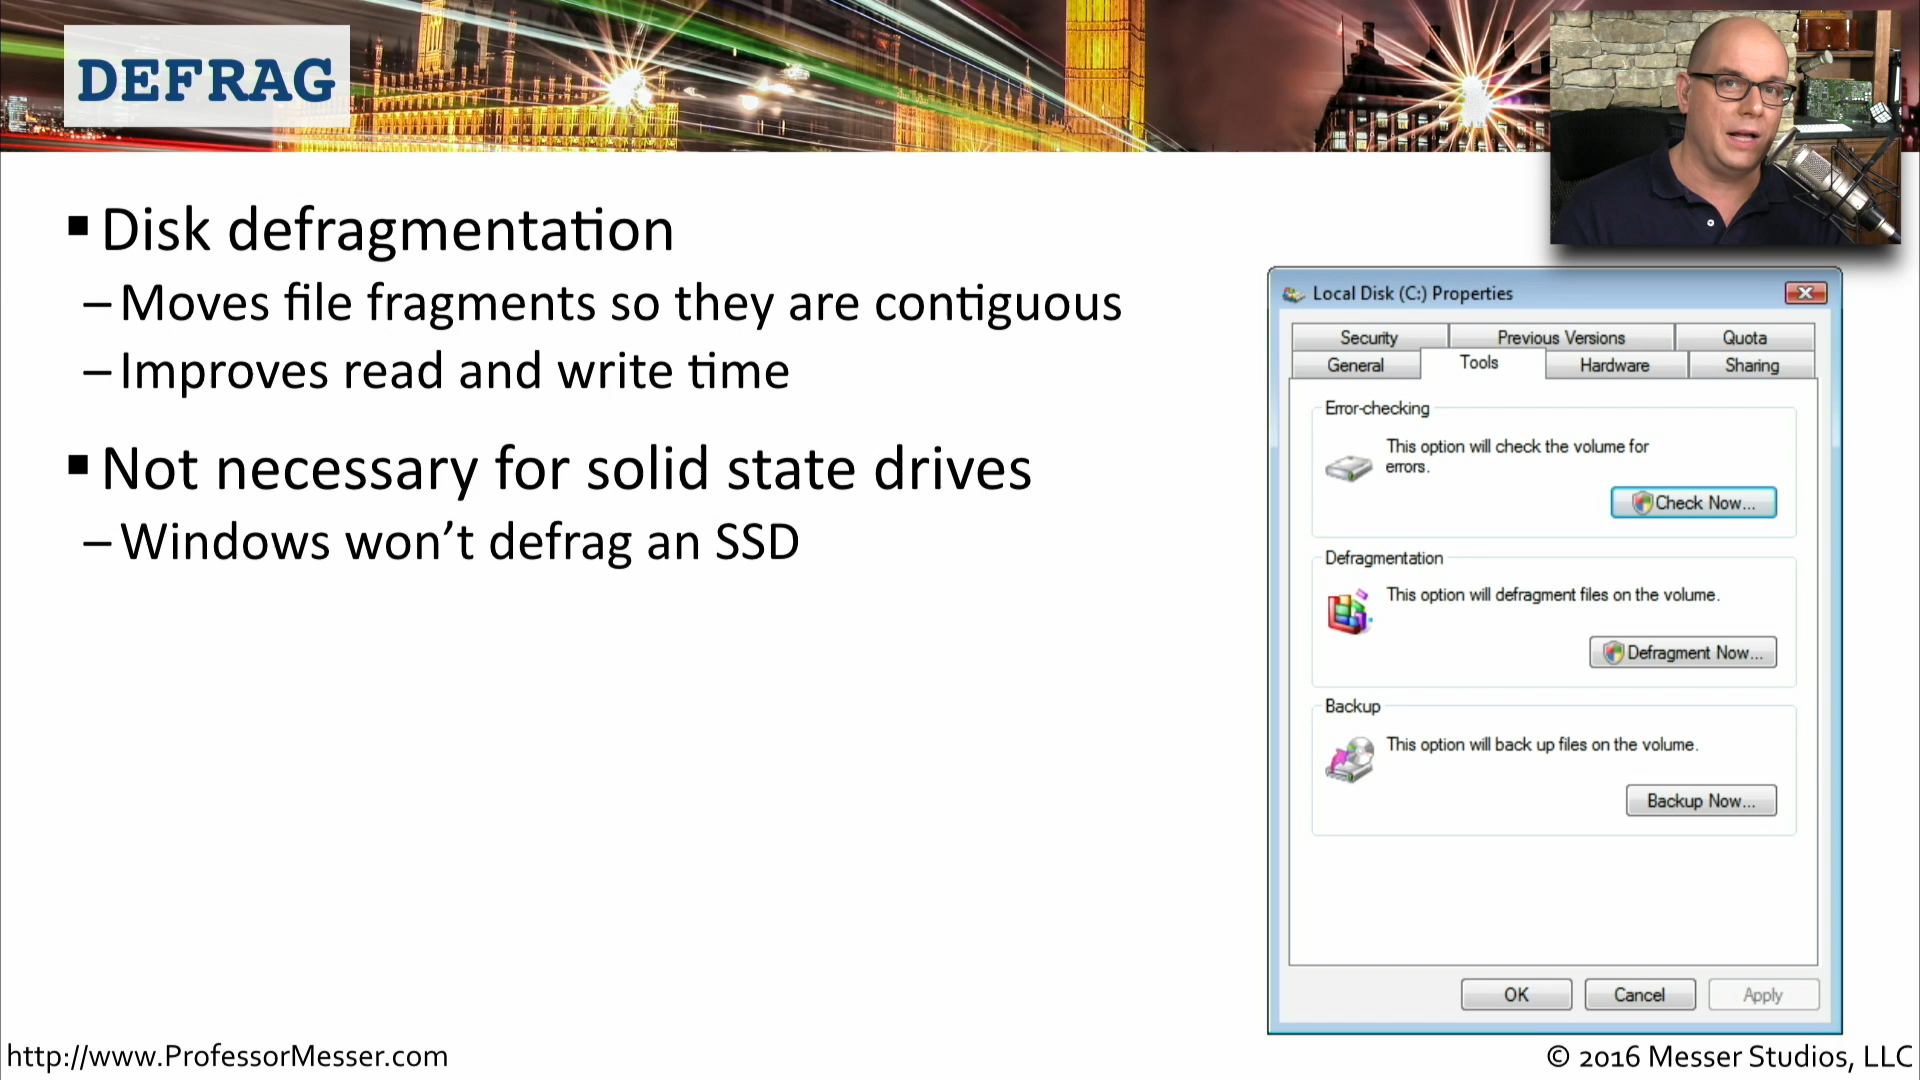 DEFRAG
▪ Disk defragmentation
– Moves file fragments so they are contiguous
– Improves read and write time
▪ Not necessary for solid state drives
– Windows won’t defrag an SSD
Local Disk (C:) Properties
Security Previous Versions Quota
General Tools Hardware Sharing
Error-checking
This option will check the volume for
errors.
Check Now...
Defragmentation
This option will defragment files on the volume.
Defragment Now...
Backup
This option will back up files on the volume.
Backup Now...
OK Cancel Apply
http://www.ProfessorMesser.com
© 2016 Messer Studios, LLC